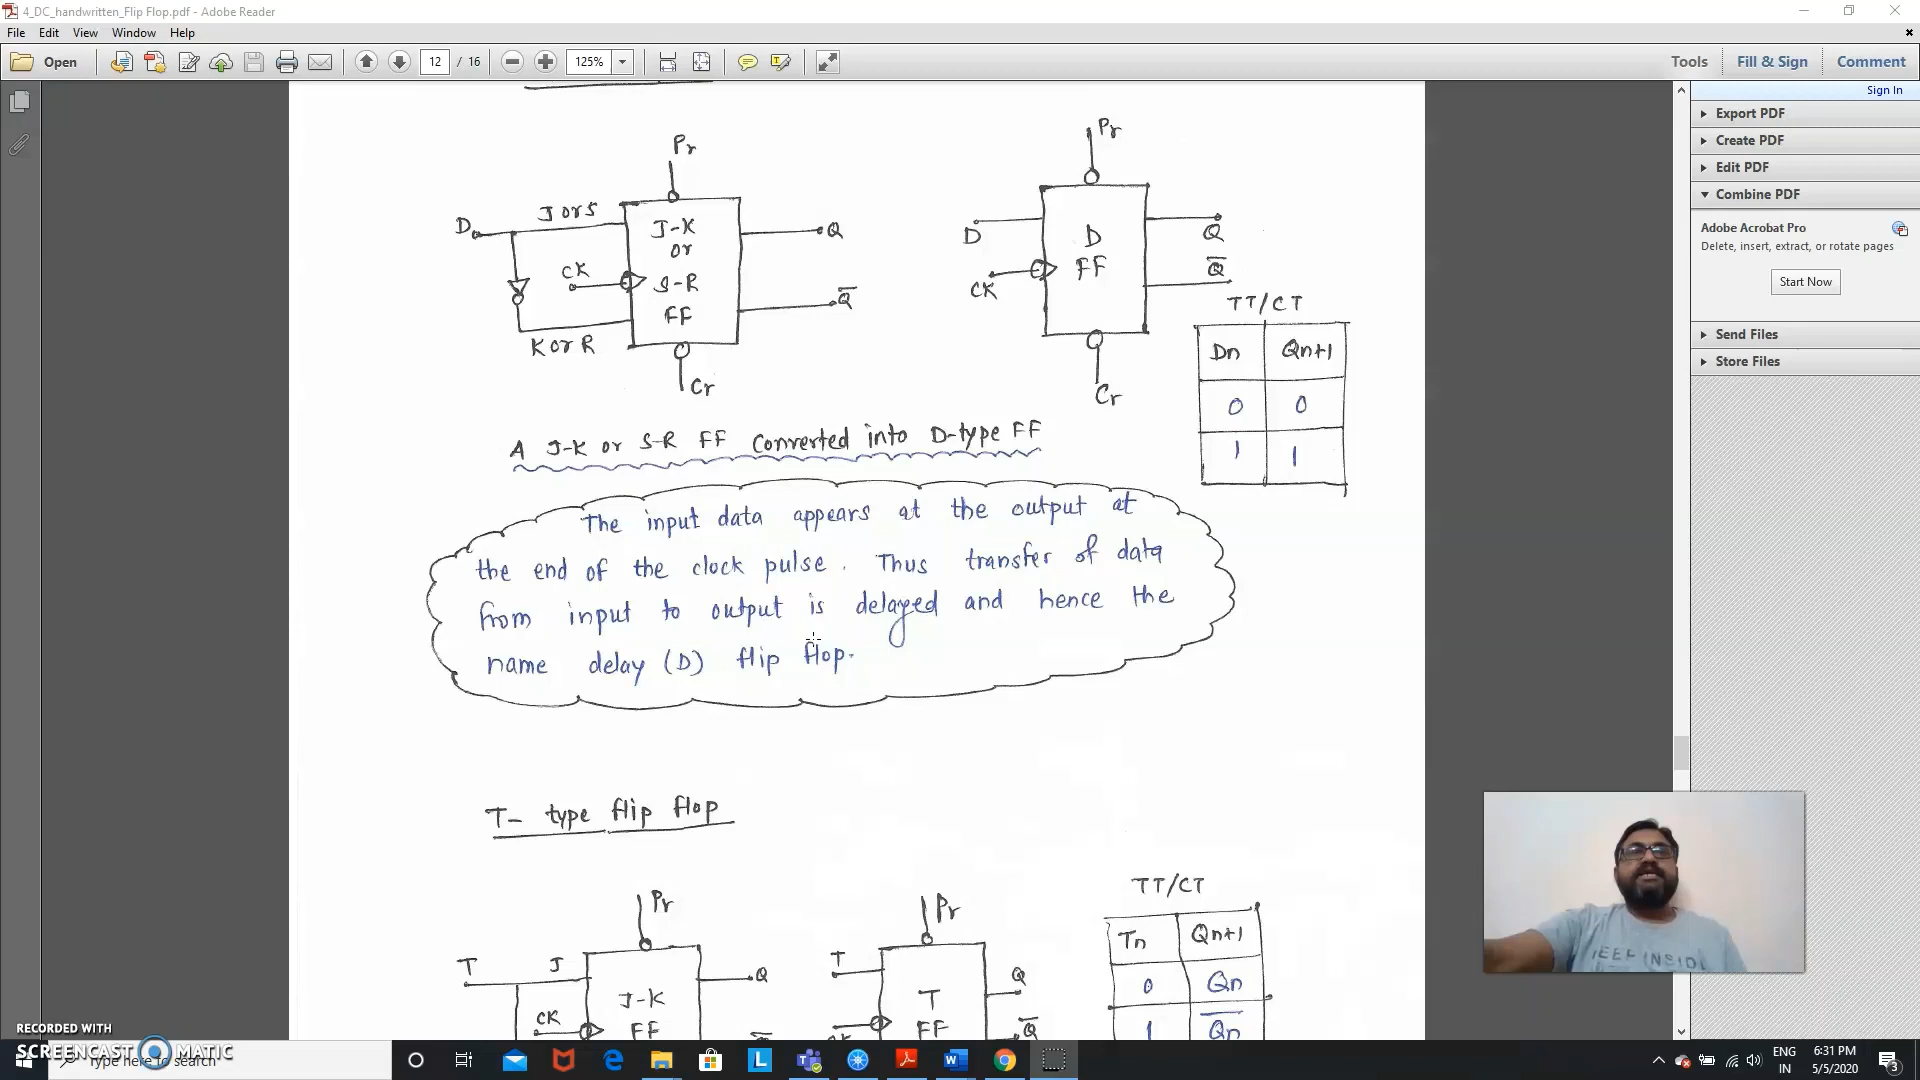 4_DC_handwritten_Flip Flop.pdf - Adobe Reader
File Edit View Window Help
Open 12 / 16 125% Tools Fill & Sign Comment
Sign In
Export PDF
Create PDF
Edit PDF
Combine PDF
Adobe Acrobat Pro
Delete, insert, extract, or rotate pages
Start Now
Send Files
Store Files
Pr
D J or S
J-K
or
S-R
FF
CK
K or R
Q
Q̅
Cr
Pr
D
D
FF
CK
Q
Q̅
Cr
TT/CT
Dn Qn+1
0 0
1 1
A J-K or S-R FF Converted into D-type FF
The input data appears at the output at
the end of the clock pulse. Thus transfer of data
from input to output is delayed and hence the
name delay (D) flip flop.
T- type flip flop
Pr
T J
J-K
FF
CK
Q
Q̅
Pr
T
T
FF
Q
Q̅
TT/CT
Tn Qn+1
0 Qn
1 Q̅n
KEEP INSIDE
RECORDED WITH
SCREENCAST MATIC
Type here to search
ENG
IN
6:31 PM
5/5/2020
3